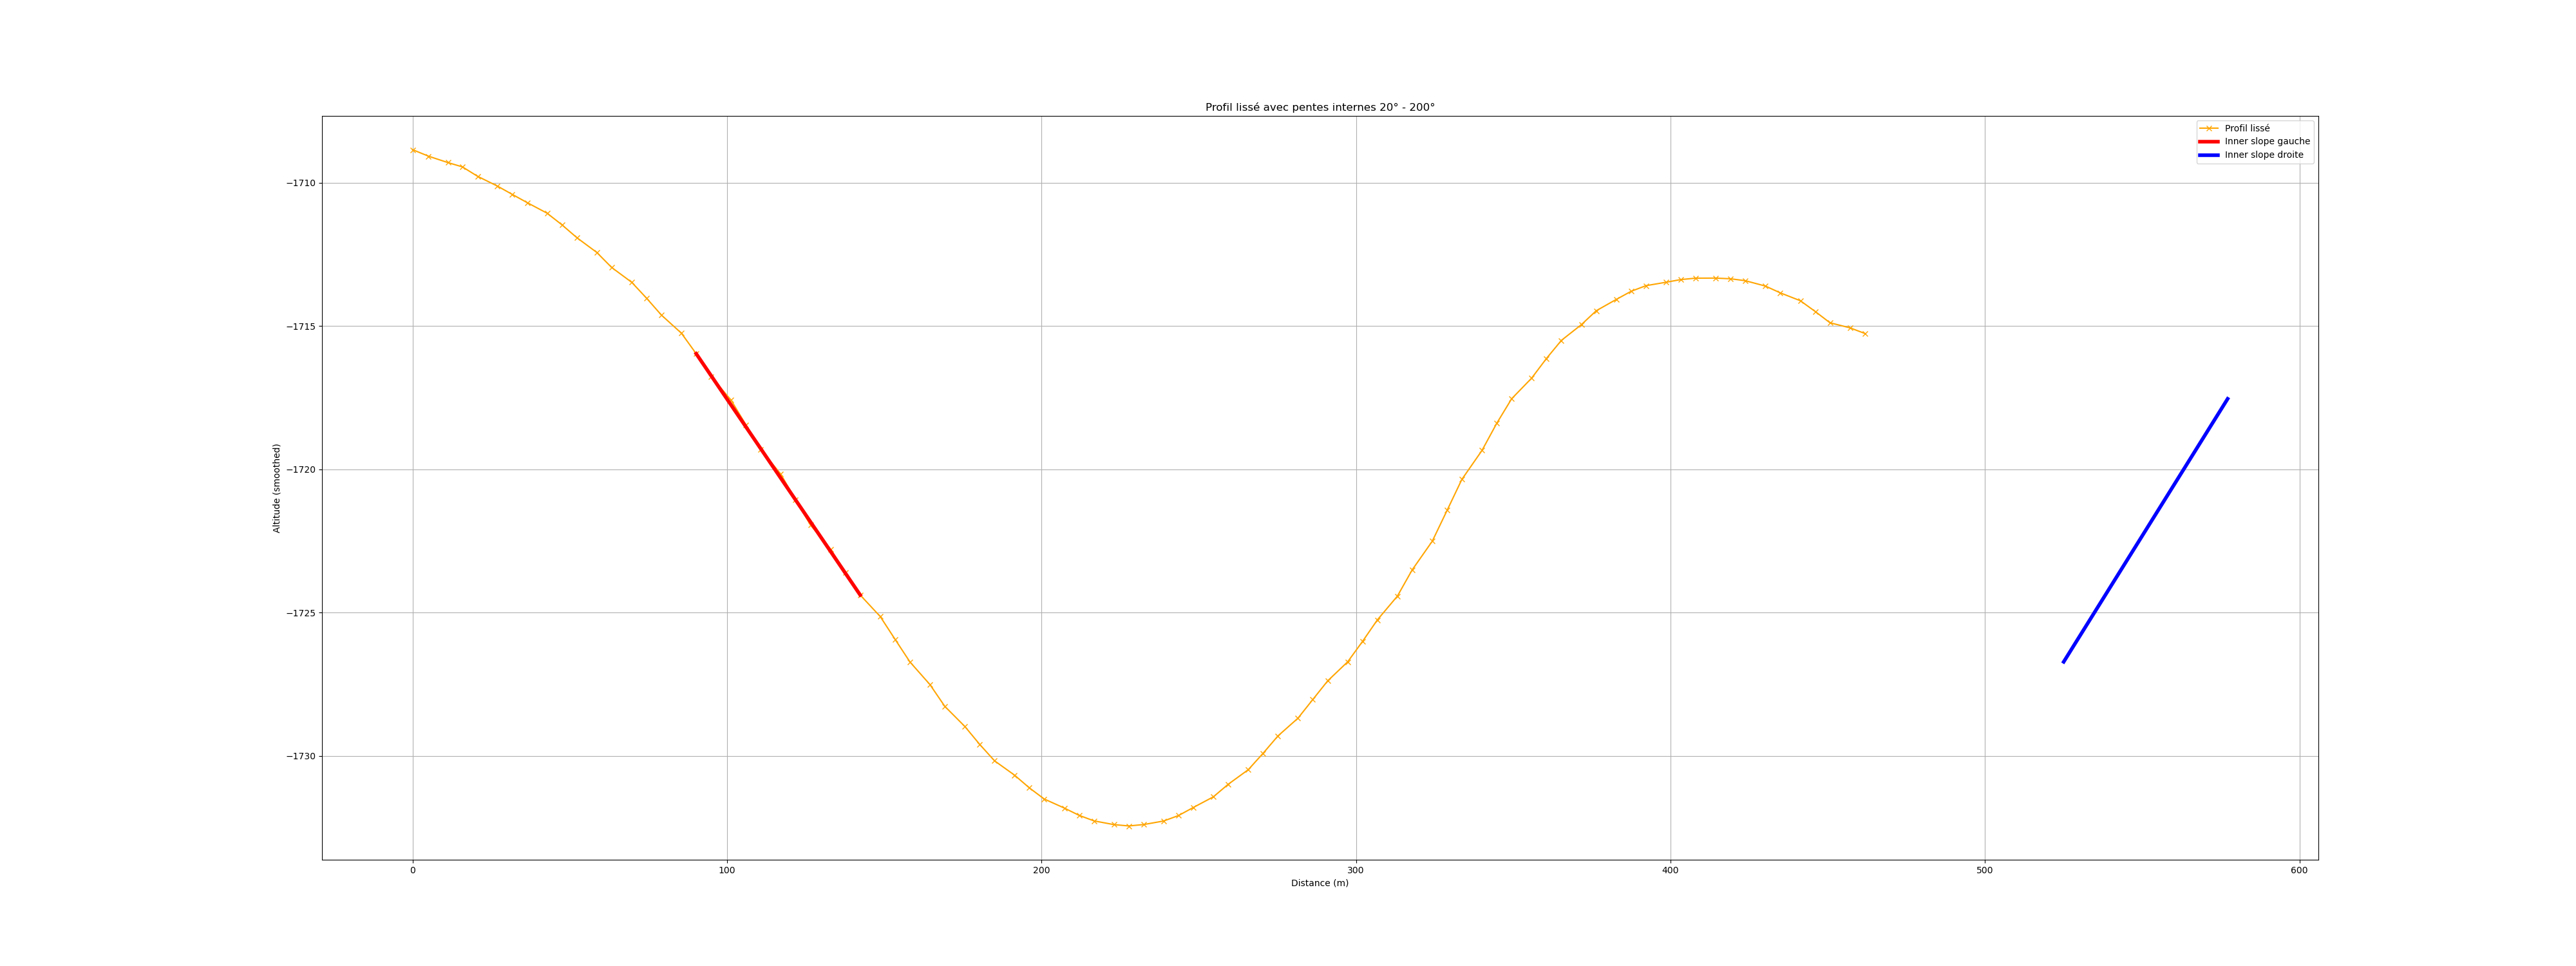 Profil lissé avec pentes internes 20° - 200°
Profil lissé
Inner slope gauche
Inner slope droite
Altitude (smoothed)
−1710
−1715
−1720
−1725
−1730
0
100
200
300
400
500
600
Distance (m)